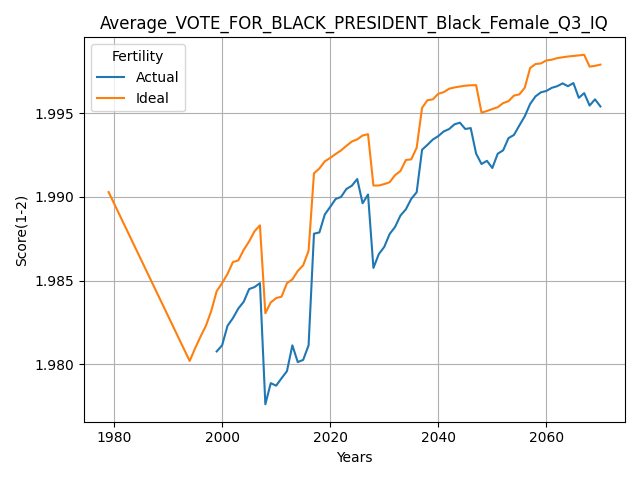 Average_VOTE_FOR_BLACK_PRESIDENT_Black_Female_Q3_IQ
Fertility
Actual
Ideal
Score(1-2)
1.995
1.990
1.985
1.980
1980 2000 2020 2040 2060
Years